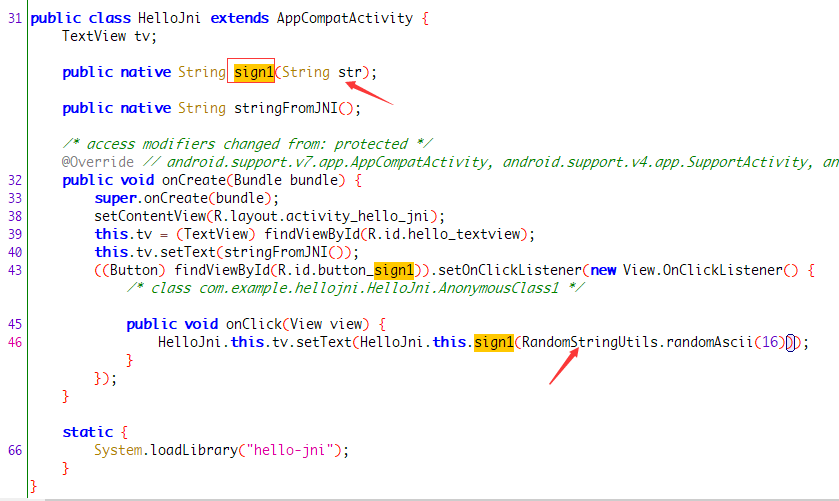 31 public class HelloJni extends AppCompatActivity {
TextView tv;
public native String sign1(String str);
public native String stringFromJNI();
/* access modifiers changed from: protected */
@Override // android.support.v7.app.AppCompatActivity, android.support.v4.app.SupportActivity, an
32 public void onCreate(Bundle bundle) {
33 super.onCreate(bundle);
38 setContentView(R.layout.activity_hello_jni);
39 this.tv = (TextView) findViewById(R.id.hello_textview);
40 this.tv.setText(stringFromJNI());
43 ((Button) findViewById(R.id.button_sign1)).setOnClickListener(new View.OnClickListener() {
/* class com.example.hellojni.HelloJni.AnonymousClass1 */
45 public void onClick(View view) {
46 HelloJni.this.tv.setText(HelloJni.this.sign1(RandomStringUtils.randomAscii(16)));
}
});
}
static {
66 System.loadLibrary("hello-jni");
}
}